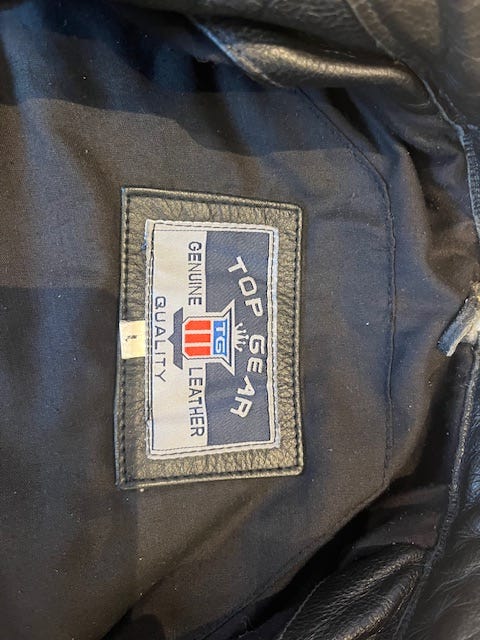 TOP GEAR
TG
GENUINE LEATHER
QUALITY